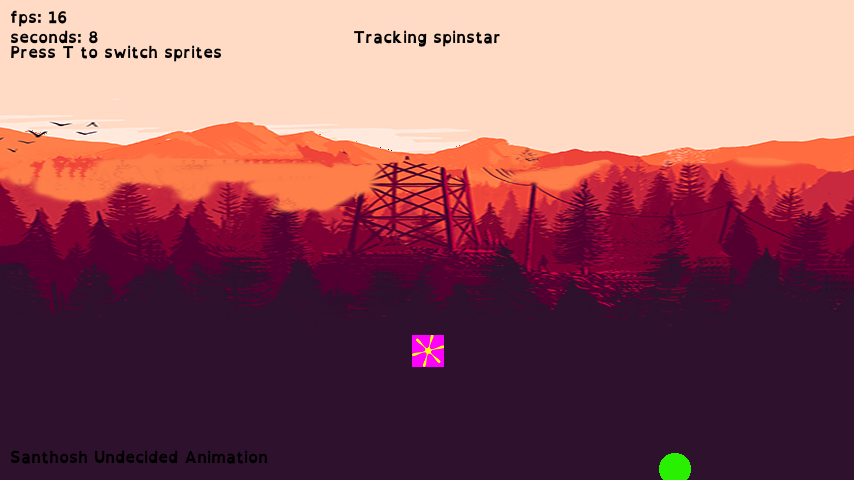 fps: 16
seconds: 8
Tracking spinstar
Press T to switch sprites
Santhosh Undecided Animation